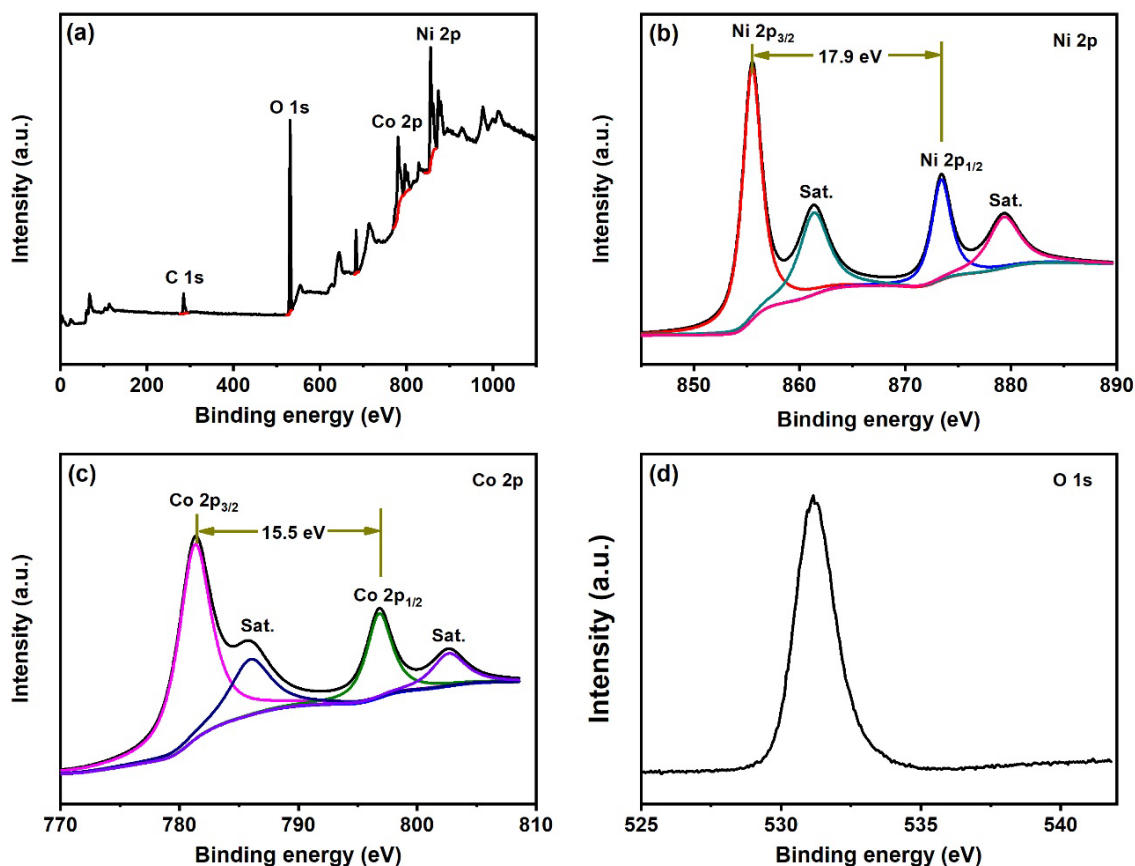 (a)
Ni 2p
O 1s
Co 2p
C 1s
Intensity (a.u.)
0 200 400 600 800 1000
Binding energy (eV)
(b)
Ni 2p3/2
Ni 2p
17.9 eV
Ni 2p1/2
Sat.
Sat.
Intensity (a.u.)
850 860 870 880 890
Binding energy (eV)
(c)
Co 2p
Co 2p3/2
15.5 eV
Co 2p1/2
Sat.
Sat.
Intensity (a.u.)
770 780 790 800 810
Binding energy (eV)
(d)
O 1s
Intensity (a.u.)
525 530 535 540
Binding energy (eV)